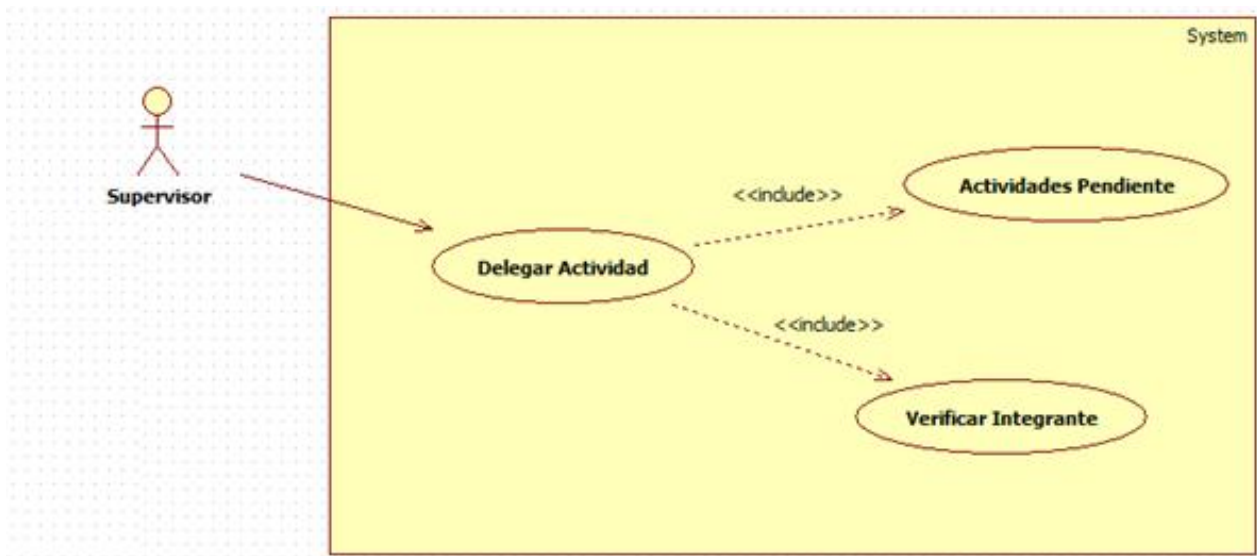 System
Supervisor
<<include>>
Actividades Pendiente
Delegar Actividad
<<include>>
Verificar Integrante